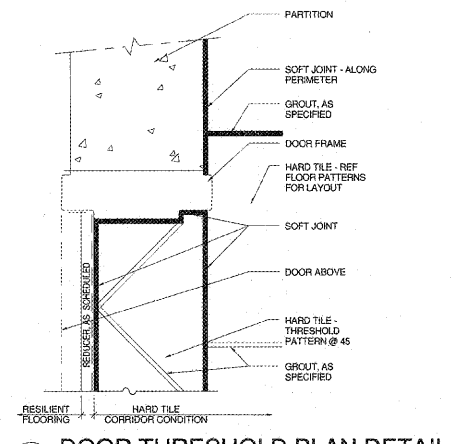 PARTITION
SOFT JOINT - ALONG
PERIMETER
GROUT, AS
SPECIFIED
DOOR FRAME
HARD TILE - REF
FLOOR PATTERNS
FOR LAYOUT
SOFT JOINT
DOOR ABOVE
HARD TILE -
THRESHOLD
PATTERN @ 45
GROUT, AS
SPECIFIED
REDUCER, AS SCHEDULED
RESILIENT
FLOORING
HARD TILE
CORRIDOR CONDITION
DOOR THRESHOLD PLAN DETAIL